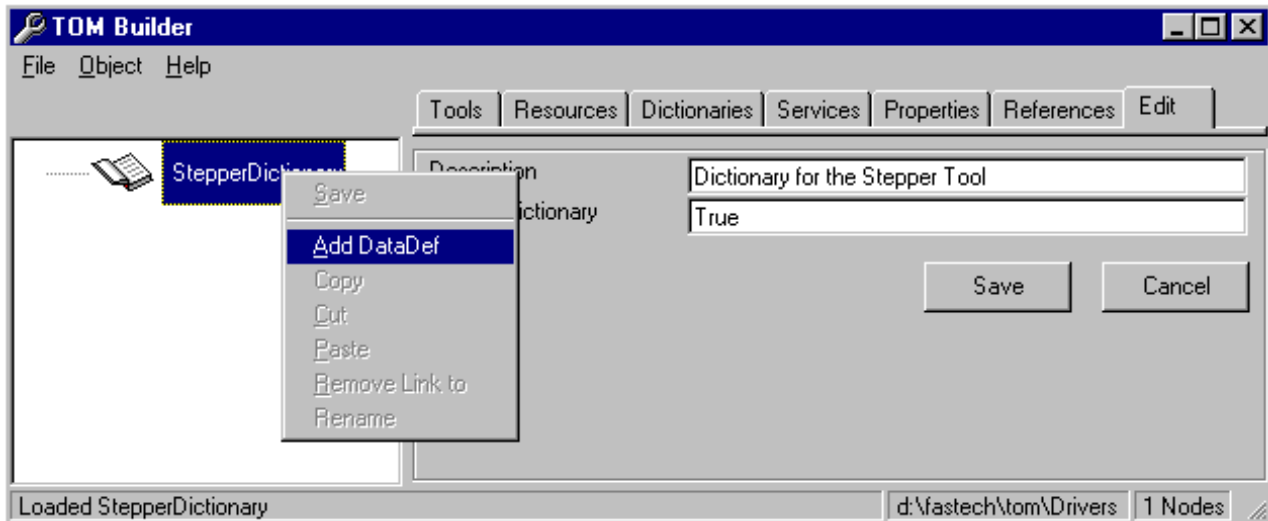 TOM Builder
File Object Help
Tools Resources Dictionaries Services Properties References Edit
StepperDictionary
Description
Dictionary for the Stepper Tool
ictionary
True
Save
Add DataDef
Copy
Cut
Paste
Remove Link to
Rename
Save Cancel
Loaded StepperDictionary d:\fastech\tom\Drivers 1 Nodes